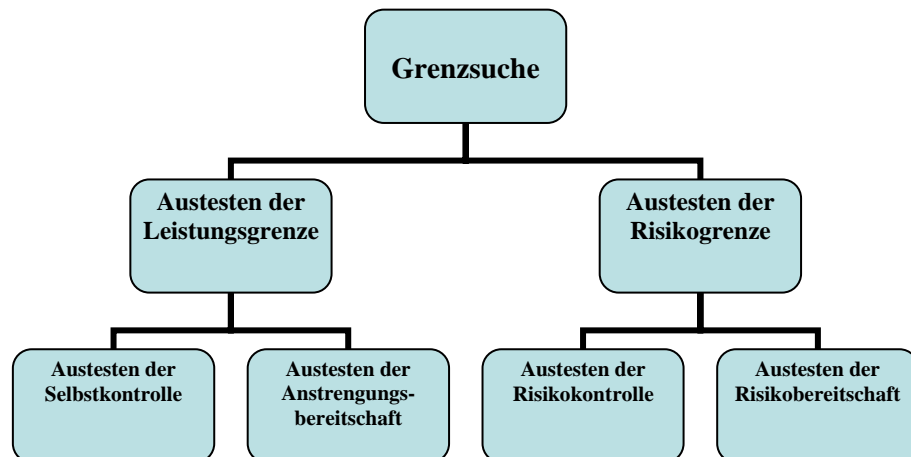 Grenzsuche
Austesten der
Leistungsgrenze
Austesten der
Risikogrenze
Austesten der
Selbstkontrolle
Austesten der
Anstrengungs-
bereitschaft
Austesten der
Risikokontrolle
Austesten der
Risikobereitschaft